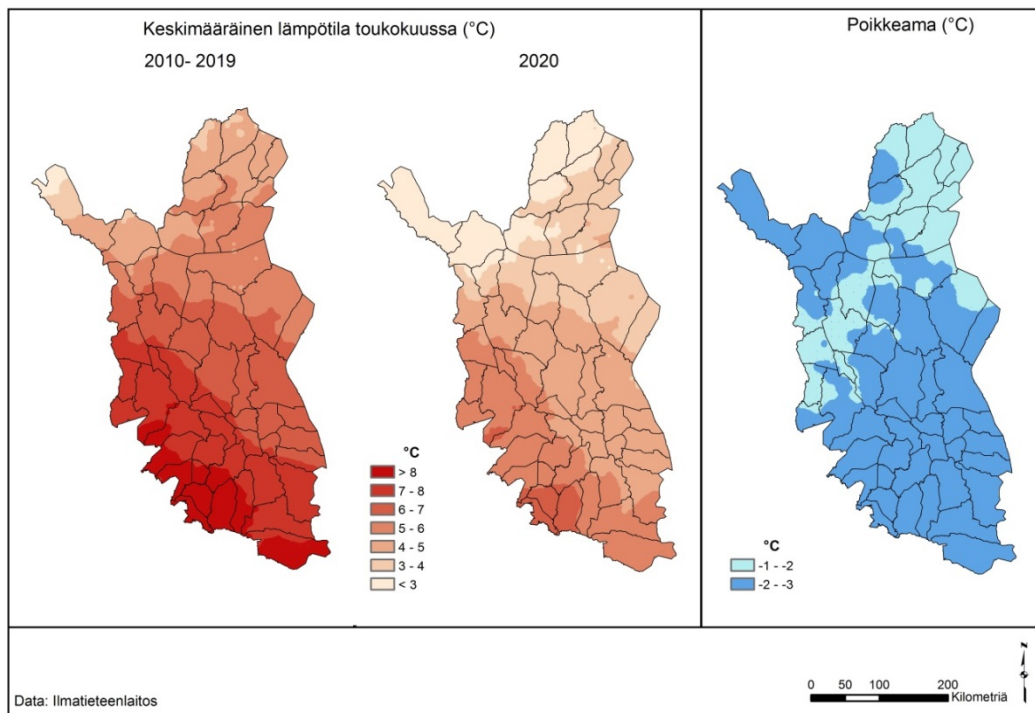 Keskimääräinen lämpötila toukokuussa (°C)
2010- 2019
2020
Poikkeama (°C)
°C
> 8
7 - 8
6 - 7
5 - 6
4 - 5
3 - 4
< 3
°C
-1 - -2
-2 - -3
Data: Ilmatieteenlaitos
0 50 100 200
Kilometriä
N